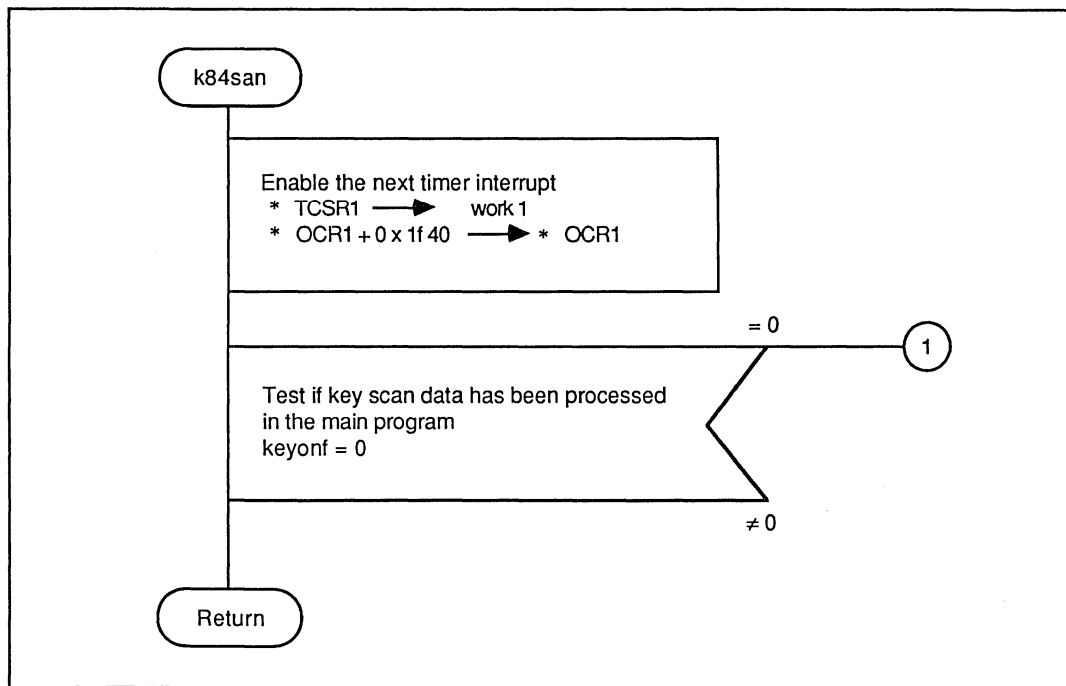 k84san
Enable the next timer interrupt
* TCSR1 → work 1
* OCR1 + 0 x 1f 40 → * OCR1
= 0
1
Test if key scan data has been processed
in the main program
keyonf = 0
≠ 0
Return